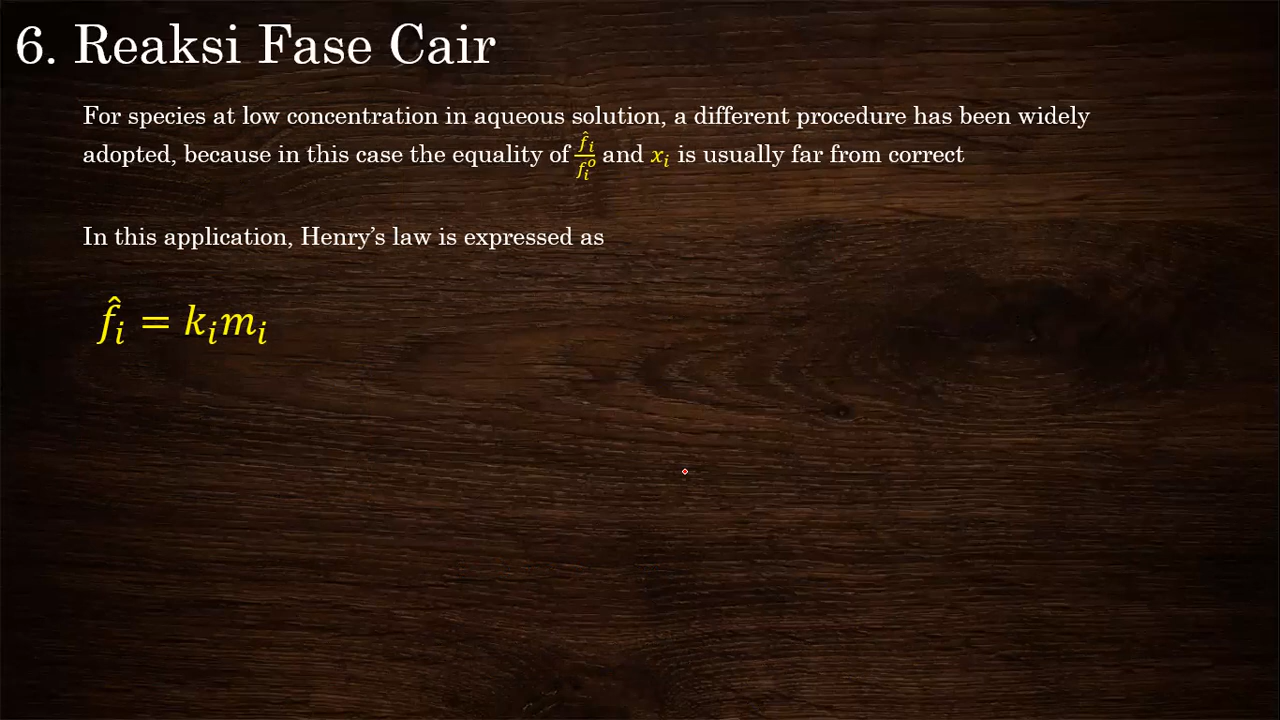 6. Reaksi Fase Cair
For species at low concentration in aqueous solution, a different procedure has been widely
adopted, because in this case the equality of f̂ᵢ/fᵢ° and xᵢ is usually far from correct
In this application, Henry’s law is expressed as
f̂ᵢ = kᵢmᵢ